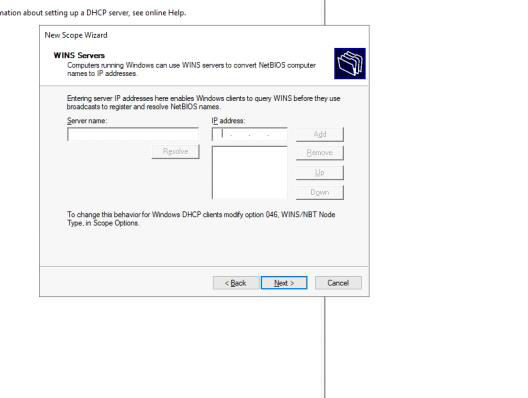 mation about setting up a DHCP server, see online Help.
New Scope Wizard
WINS Servers
Computers running Windows can use WINS servers to convert NetBIOS computer
names to IP addresses.
Entering server IP addresses here enables Windows clients to query WINS before they use
broadcasts to register and resolve NetBIOS names.
Server name:
IP address:
Add
Resolve
Remove
Up
Down
To change this behavior for Windows DHCP clients modify option 046, WINS/NBT Node
Type, in Scope Options.
< Back
Next >
Cancel